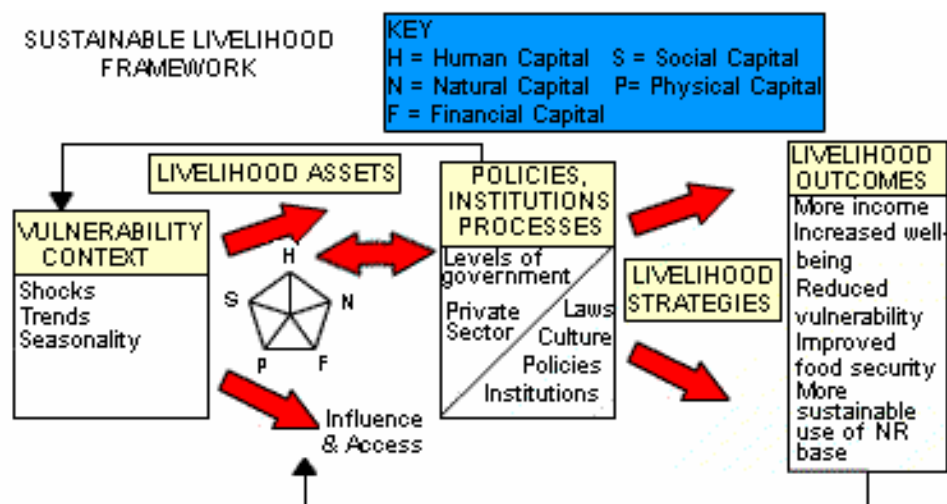 SUSTAINABLE LIVELIHOOD
FRAMEWORK
KEY
H = Human Capital S = Social Capital
N = Natural Capital P= Physical Capital
F = Financial Capital
LIVELIHOOD ASSETS
VULNERABILITY
CONTEXT
Shocks
Trends
Seasonality
H
S
N
P
F
Influence
& Access
POLICIES,
INSTITUTIONS
PROCESSES
Levels of
government
Private
Sector
Laws
Culture
Policies
Institutions
LIVELIHOOD
STRATEGIES
LIVELIHOOD
OUTCOMES
More income
Increased well-
being
Reduced
vulnerability
Improved
food security
More
sustainable
use of NR
base